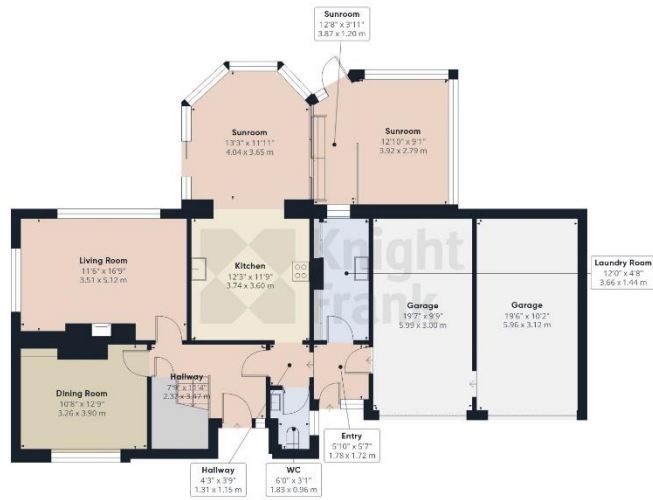 Sunroom
12'8" x 3'11"
3.87 x 1.20 m
Sunroom
13'3" x 11'11"
4.04 x 3.65 m
Sunroom
12'10" x 9'1"
3.92 x 2.79 m
Living Room
11'6" x 16'9"
3.51 x 5.12 m
Kitchen
12'3" x 11'9"
3.74 x 3.60 m
Knight
Frank
Laundry Room
12'0" x 4'8"
3.66 x 1.44 m
Garage
19'7" x 9'9"
5.99 x 3.00 m
Garage
19'6" x 10'2"
5.96 x 3.12 m
Dining Room
10'8" x 12'9"
3.26 x 3.90 m
Hallway
7'9" x 11'4"
2.37 x 3.47 m
Entry
5'10" x 5'7"
1.78 x 1.72 m
Hallway
4'3" x 3'9"
1.31 x 1.15 m
WC
6'0" x 3'1"
1.83 x 0.96 m